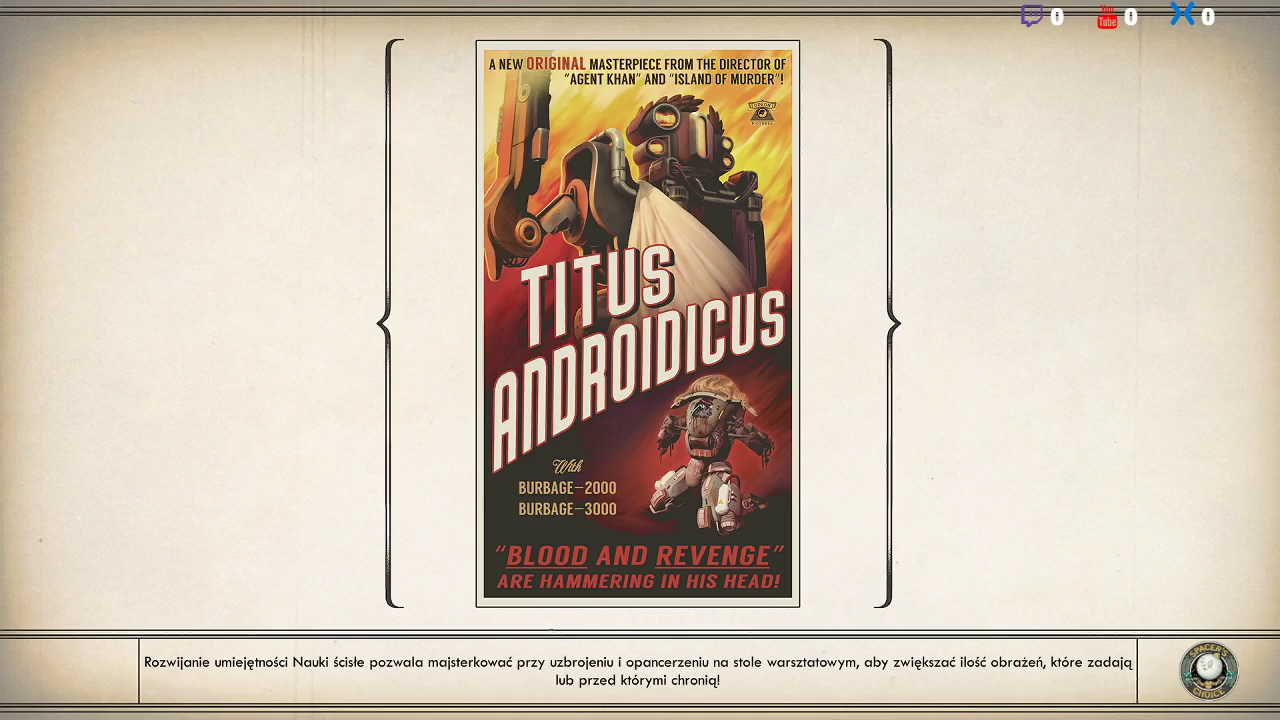 0 0 0
A NEW ORIGINAL MASTERPIECE FROM THE DIRECTOR OF
"AGENT KHAN" AND "ISLAND OF MURDER"!
TITUS
ANDROIDICUS
With
BURBAGE-2000
BURBAGE-3000
"BLOOD AND REVENGE"
ARE HAMMERING IN HIS HEAD!
Rozwijanie umiejętności Nauki ścisłe pozwala majsterkować przy uzbrojeniu i opancerzeniu na stole warsztatowym, aby zwiększać ilość obrażeń, które zadają
lub przed którymi chronią!
SPACER'S
CHOICE